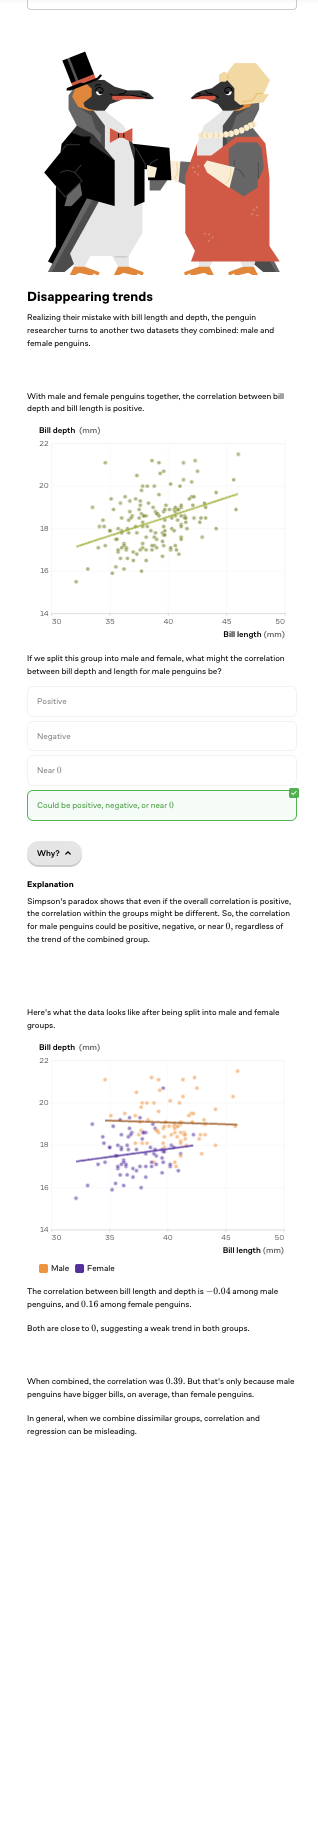 Disappearing trends
Realizing their mistake with bill length and depth, the penguin
researcher turns to another two datasets they combined: male and
female penguins.
With male and female penguins together, the correlation between bill
depth and bill length is positive.
Bill depth (mm)
22
20
18
16
14
30 35 40 45 50
Bill length (mm)
If we split this group into male and female, what might the correlation
between bill depth and length for male penguins be?
Positive
Negative
Near 0
Could be positive, negative, or near 0
Why?
Explanation
Simpson's paradox shows that even if the overall correlation is positive,
the correlation within the groups might be different. So, the correlation
for male penguins could be positive, negative, or near 0, regardless of
the trend of the combined group.
Here's what the data looks like after being split into male and female
groups.
Bill depth (mm)
22
20
18
16
14
30 35 40 45 50
Bill length (mm)
Male Female
The correlation between bill length and depth is −0.04 among male
penguins, and 0.16 among female penguins.
Both are close to 0, suggesting a weak trend in both groups.
When combined, the correlation was 0.39. But that's only because male
penguins have bigger bills, on average, than female penguins.
In general, when we combine dissimilar groups, correlation and
regression can be misleading.